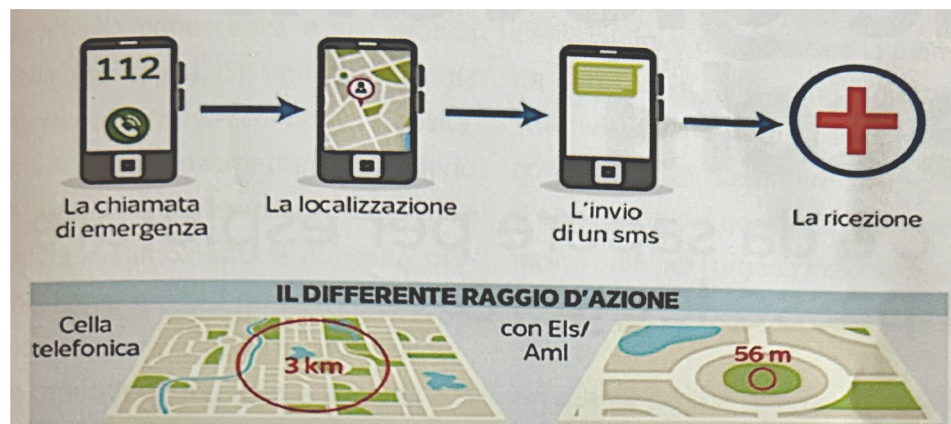 112
La chiamata
di emergenza
La localizzazione
L'invio
di un sms
La ricezione
IL DIFFERENTE RAGGIO D'AZIONE
Cella
telefonica
3 km
con Els/
Aml
56 m